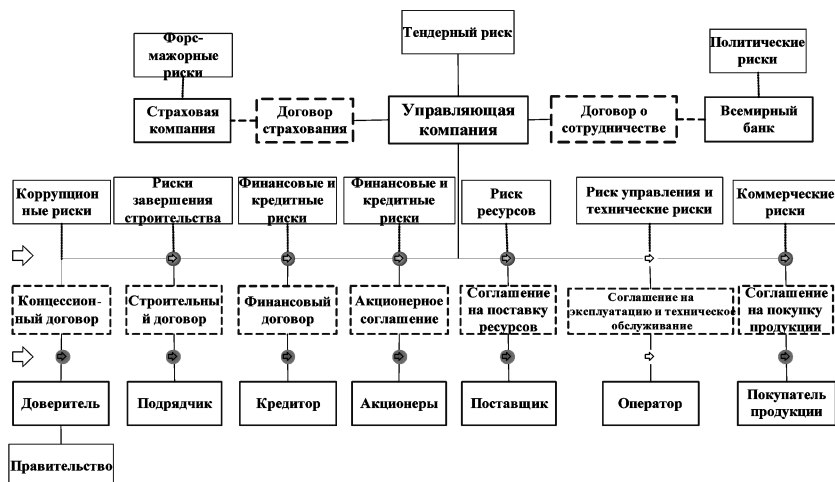 Тендерный риск
Форс-
мажорные
риски
Политические
риски
Страховая
компания
Договор
страхования
Управляющая
компания
Договор о
сотрудничестве
Всемирный
банк
Коррупцион
ные риски
Риски
завершения
строительства
Финансовые и
кредитные
риски
Финансовые и
кредитные
риски
Риск
ресурсов
Риск управления и
технические риски
Коммерческие
риски
Концессион-
ный договор
Строительны
й договор
Финансовый
договор
Акционерное
соглашение
Соглашение
на поставку
ресурсов
Соглашение на
эксплуатацию и техническое
обслуживание
Соглашение
на покупку
продукции
Доверитель
Подрядчик
Кредитор
Акционеры
Поставщик
Оператор
Покупатель
продукции
Правительство